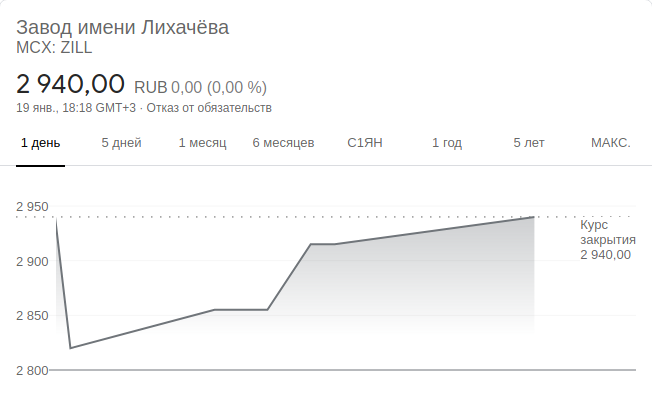 Завод имени Лихачёва
MCX: ZILL
2 940,00 RUB 0,00 (0,00 %)
19 янв., 18:18 GMT+3 · Отказ от обязательств
1 день 5 дней 1 месяц 6 месяцев С1ЯН 1 год 5 лет МАКС.
2 950
Курс
закрытия
2 940,00
2 900
2 850
2 800